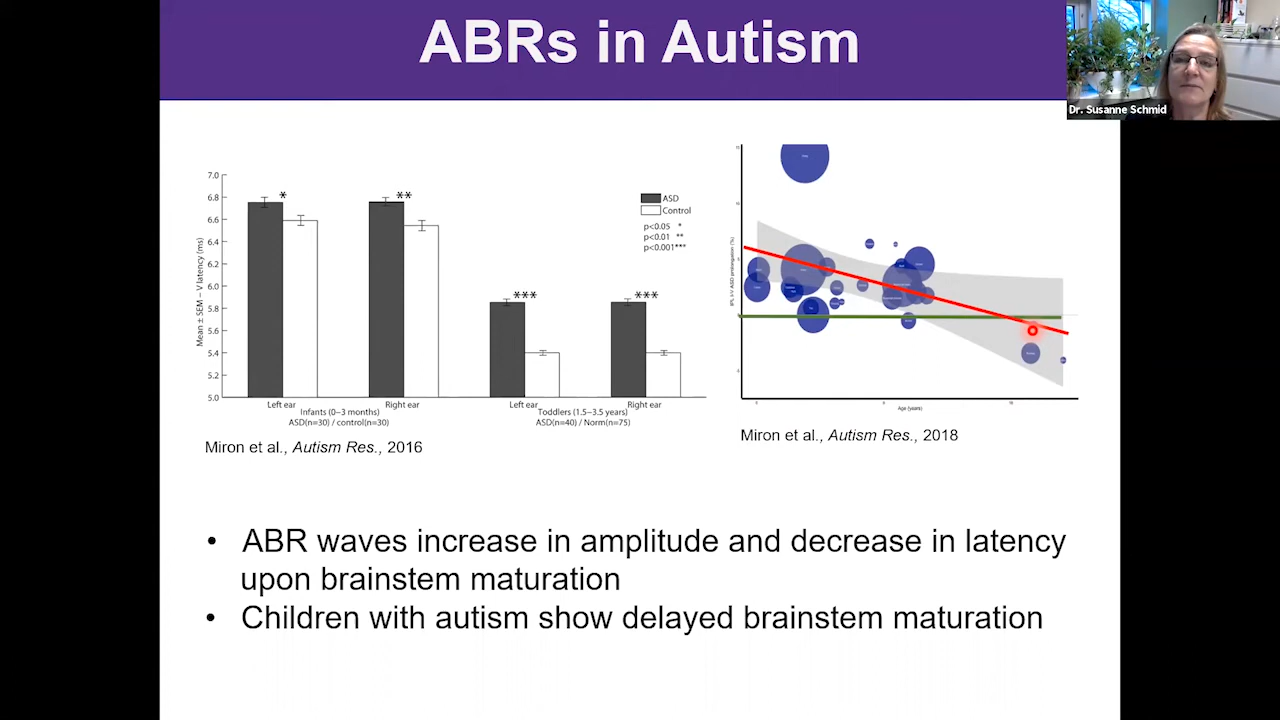 ABRs in Autism
Dr. Susanne Schmid
7.0
6.8
6.6
6.4
6.2
6.0
5.8
5.6
5.4
5.2
5.0
Mean ± SEM – V latency (ms)
* ** *** ***
ASD
Control
p<0.05 *
p<0.01 **
p<0.001***
Left ear Right ear Left ear Right ear
Infants (0–3 months) Toddlers (1.5–3.5 years)
ASD(n=30) / control(n=30) ASD(n=40) / Norm(n=75)
Miron et al., Autism Res., 2016
IPL I-V ASD prolongation (%)
Age (years)
Miron et al., Autism Res., 2018
• ABR waves increase in amplitude and decrease in latency
upon brainstem maturation
• Children with autism show delayed brainstem maturation